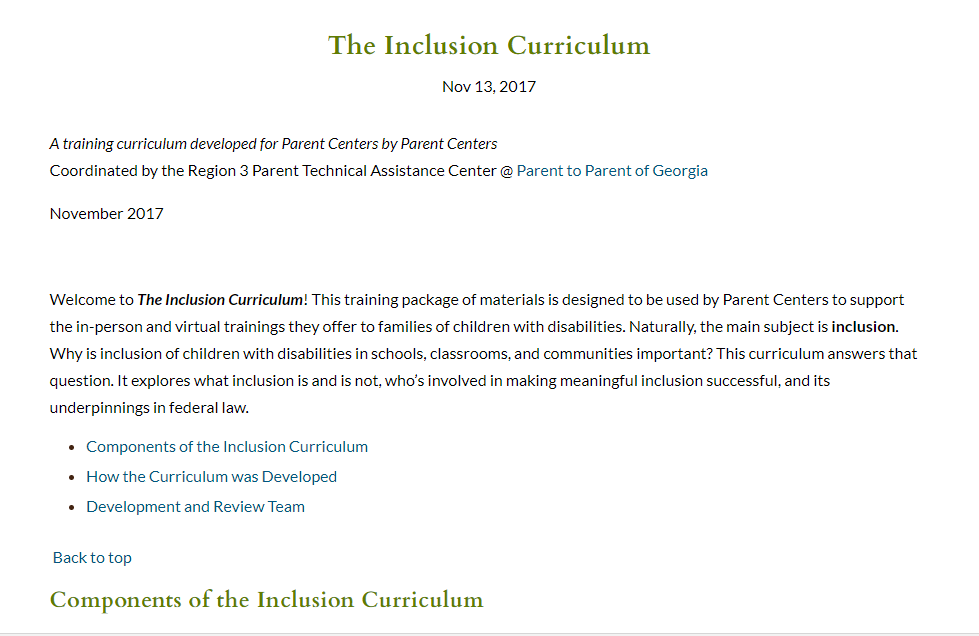 The Inclusion Curriculum
Nov 13, 2017
A training curriculum developed for Parent Centers by Parent Centers
Coordinated by the Region 3 Parent Technical Assistance Center @ Parent to Parent of Georgia
November 2017
Welcome to The Inclusion Curriculum! This training package of materials is designed to be used by Parent Centers to support
the in-person and virtual trainings they offer to families of children with disabilities. Naturally, the main subject is inclusion.
Why is inclusion of children with disabilities in schools, classrooms, and communities important? This curriculum answers that
question. It explores what inclusion is and is not, who's involved in making meaningful inclusion successful, and its
underpinnings in federal law.
• Components of the Inclusion Curriculum
• How the Curriculum was Developed
• Development and Review Team
Back to top
Components of the Inclusion Curriculum